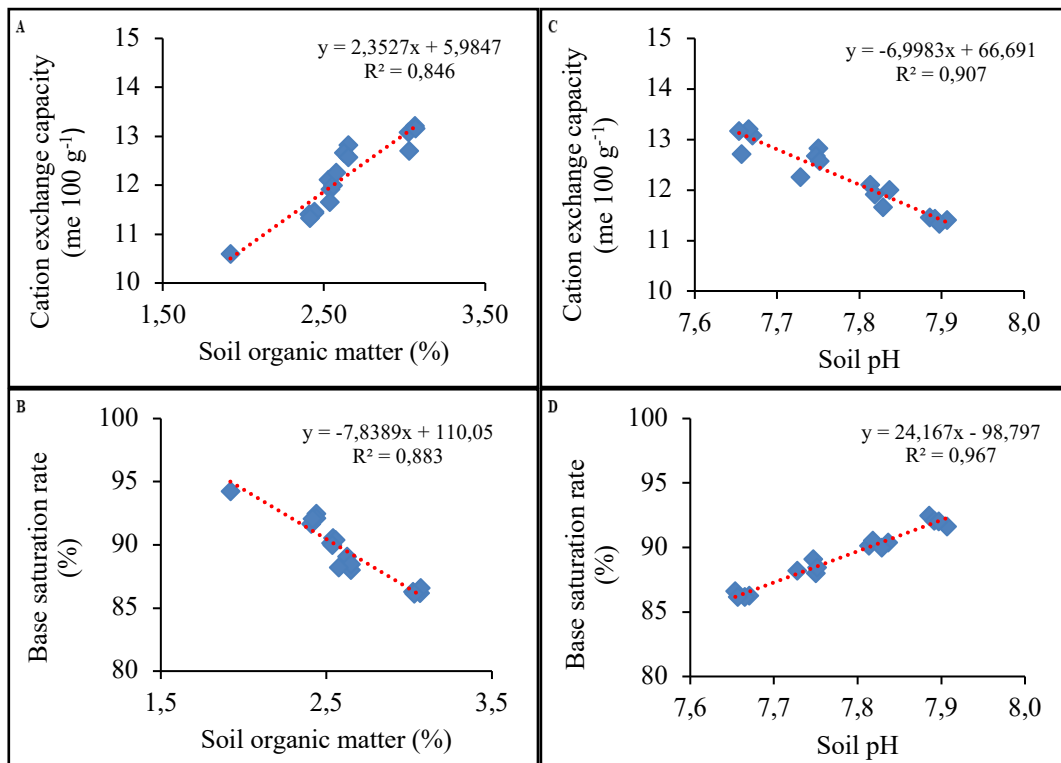 A
y = 2,3527x + 5,9847
R² = 0,846
Cation exchange capacity
(me 100 g⁻¹)
15
14
13
12
11
10
1,50
2,50
3,50
Soil organic matter (%)
C
y = -6,9983x + 66,691
R² = 0,907
Cation exchange capacity
(me 100 g⁻¹)
15
14
13
12
11
10
7,6
7,7
7,8
7,9
8,0
Soil pH
B
y = -7,8389x + 110,05
R² = 0,883
Base saturation rate
(%)
100
95
90
85
80
1,5
2,5
3,5
Soil organic matter (%)
D
y = 24,167x - 98,797
R² = 0,967
Base saturation rate
(%)
100
95
90
85
80
7,6
7,7
7,8
7,9
8,0
Soil pH